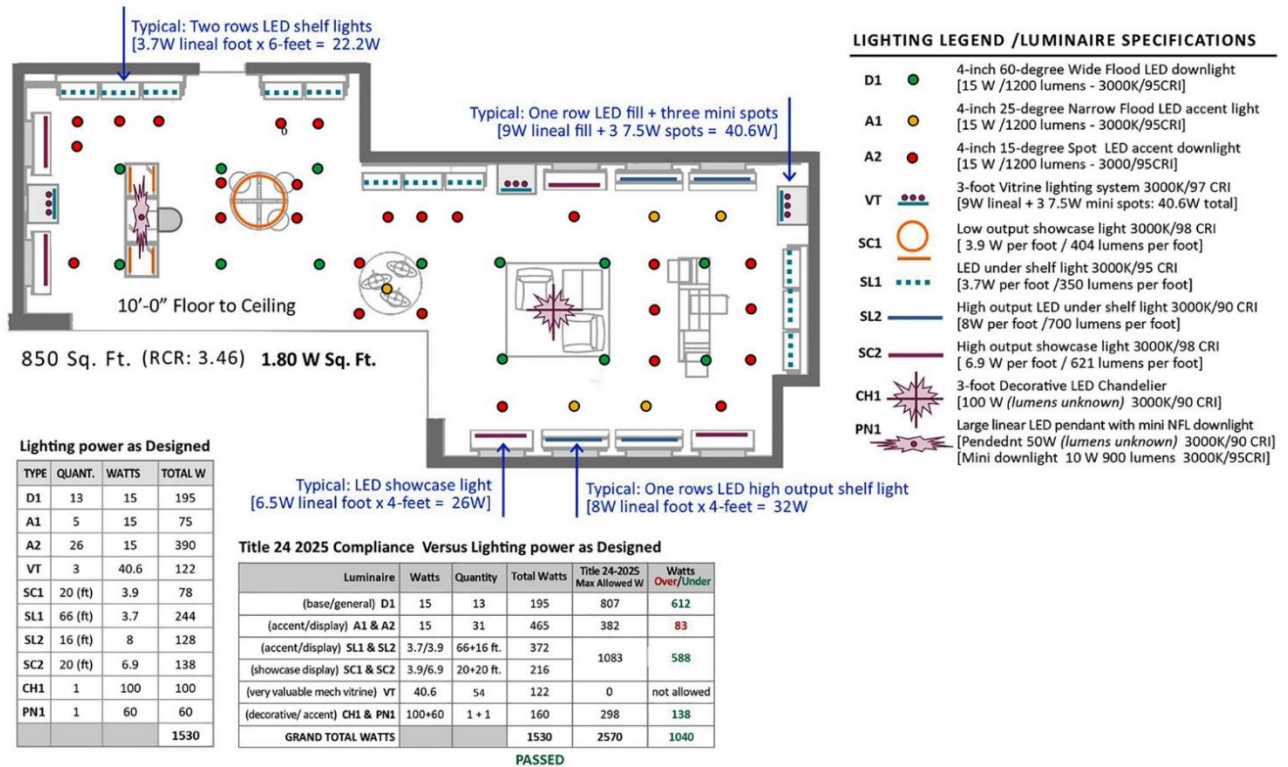 Typical: Two rows LED shelf lights
[3.7W lineal foot x 6-feet = 22.2W
Typical: One row LED fill + three mini spots
[9W lineal fill + 3 7.5W spots = 40.6W]
D
10'-0" Floor to Ceiling
850 Sq. Ft. (RCR: 3.46) 1.80 W Sq. Ft.
Typical: LED showcase light
[6.5W lineal foot x 4-feet = 26W]
Typical: One rows LED high output shelf light
[8W lineal foot x 4-feet = 32W
LIGHTING LEGEND /LUMINAIRE SPECIFICATIONS
D1 4-inch 60-degree Wide Flood LED downlight
[15 W /1200 lumens - 3000K/95CRI]
A1 4-inch 25-degree Narrow Flood LED accent light
[15 W /1200 lumens - 3000K/95CRI]
A2 4-inch 15-degree Spot LED accent downlight
[15 W /1200 lumens - 3000/95CRI]
VT 3-foot Vitrine lighting system 3000K/97 CRI
[9W lineal + 3 7.5W mini spots: 40.6W total]
SC1 Low output showcase light 3000K/98 CRI
[ 3.9 W per foot / 404 lumens per foot]
SL1 LED under shelf light 3000K/95 CRI
[3.7W per foot /350 lumens per foot]
SL2 High output LED under shelf light 3000K/90 CRI
[8W per foot /700 lumens per foot]
SC2 High output showcase light 3000K/98 CRI
[ 6.9 W per foot / 621 lumens per foot]
CH1 3-foot Decorative LED Chandelier
[100 W (lumens unknown) 3000K/90 CRI]
PN1 Large linear LED pendant with mini NFL downlight
[Pendednt 50W (lumens unknown) 3000K/90 CRI]
[Mini downlight 10 W 900 lumens 3000K/95CRI]
Lighting power as Designed
TYPE QUANT. WATTS TOTAL W
D1 13 15 195
A1 5 15 75
A2 26 15 390
VT 3 40.6 122
SC1 20 (ft) 3.9 78
SL1 66 (ft) 3.7 244
SL2 16 (ft) 8 128
SC2 20 (ft) 6.9 138
CH1 1 100 100
PN1 1 60 60
1530
Title 24 2025 Compliance Versus Lighting power as Designed
Luminaire Watts Quantity Total Watts Title 24-2025 Max Allowed W Watts Over/Under
(base/general) D1 15 13 195 807 612
(accent/display) A1 & A2 15 31 465 382 83
(accent/display) SL1 & SL2 3.7/3.9 66+16 ft. 372 1083 588
(showcase display) SC1 & SC2 3.9/6.9 20+20 ft. 216
(very valuable mech vitrine) VT 40.6 54 122 0 not allowed
(decorative/ accent) CH1 & PN1 100+60 1 + 1 160 298 138
GRAND TOTAL WATTS 1530 2570 1040
PASSED